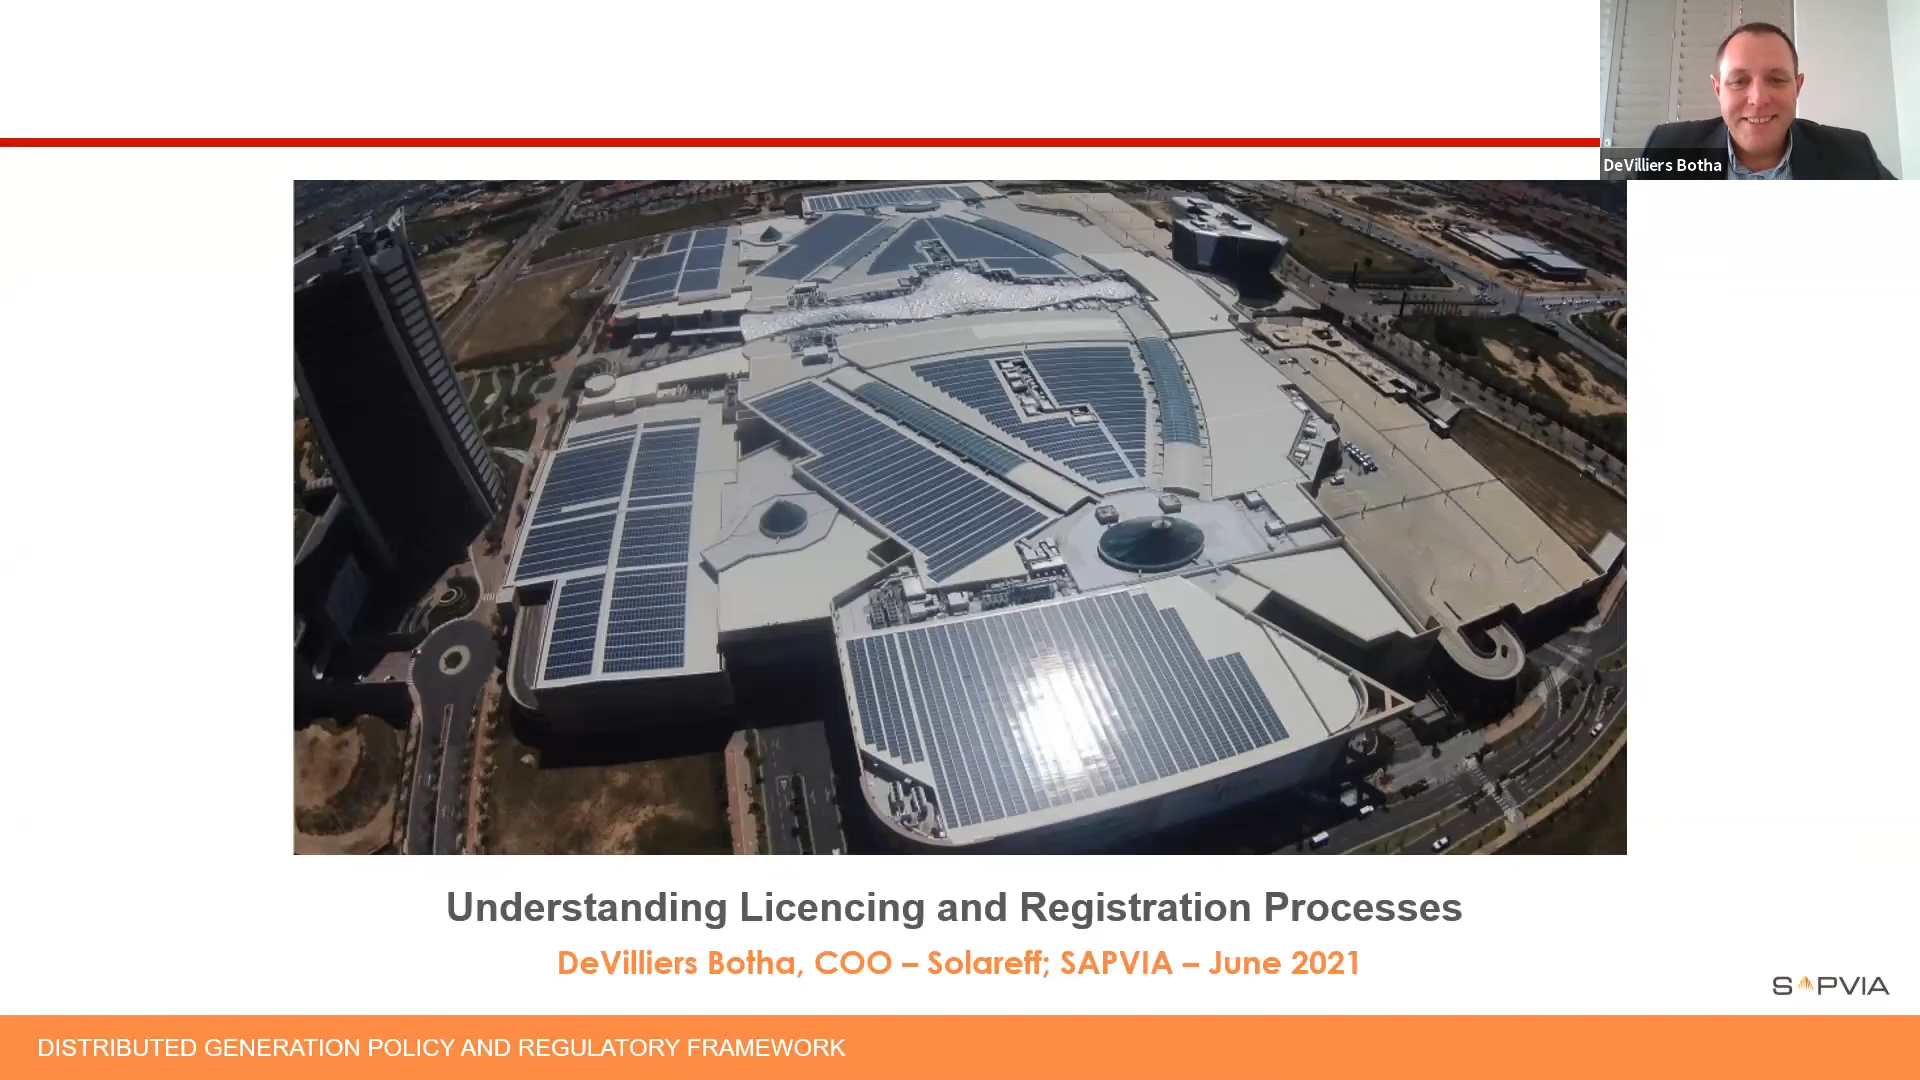 DeVilliers Botha
Understanding Licencing and Registration Processes
DeVilliers Botha, COO – Solareff; SAPVIA – June 2021
SAPVIA
DISTRIBUTED GENERATION POLICY AND REGULATORY FRAMEWORK